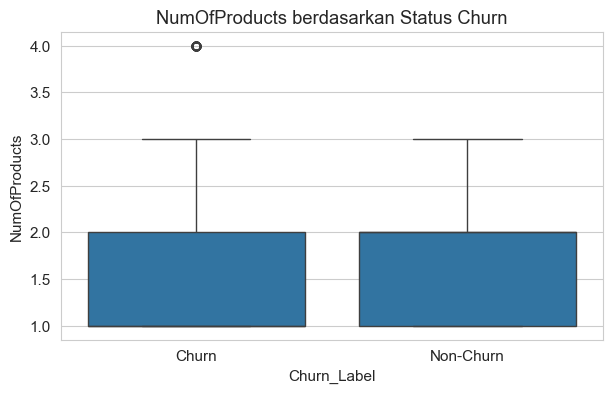 NumOfProducts berdasarkan Status Churn
4.0
3.5
3.0
2.5
2.0
1.5
1.0
NumOfProducts
Churn
Non-Churn
Churn_Label